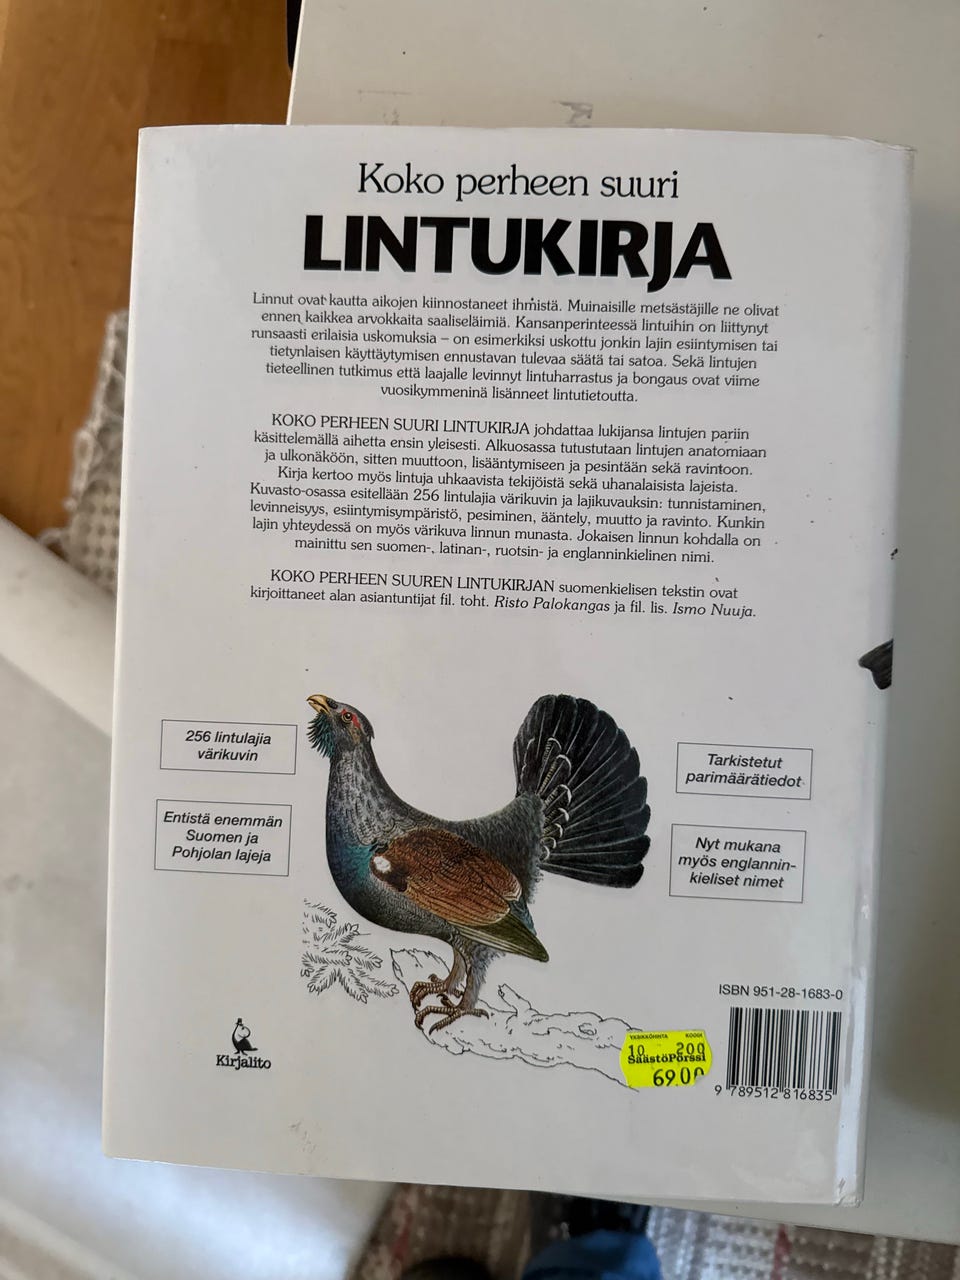 Koko perheen suuri
LINTUKIRJA
Linnut ovat kautta aikojen kiinnostaneet ihmistä. Muinaisille metsästäjille ne olivat
ennen kaikkea arvokkaita saaliseläimiä. Kansanperinteessä lintuihin on liittynyt
runsaasti erilaisia uskomuksia – on esimerkiksi uskottu jonkin lajin esiintymisen tai
tietynlaisen käyttäytymisen ennustavan tulevaa säätä tai satoa. Sekä lintujen
tieteellinen tutkimus että laajalle levinnyt lintuharrastus ja bongaus ovat viime
vuosikymmeninä lisänneet lintutietoutta.
KOKO PERHEEN SUURI LINTUKIRJA johdattaa lukijansa lintujen pariin
käsittelemällä aihetta ensin yleisesti. Alkuosassa tutustutaan lintujen anatomiaan
ja ulkonäköön, sitten muuttoon, lisääntymiseen ja pesintään sekä ravintoon.
Kirja kertoo myös lintuja uhkaavista tekijöistä sekä uhanalaisista lajeista.
Kuvasto-osassa esitellään 256 lintulajia värikuvin ja lajikuvauksin: tunnistaminen,
levinneisyys, esiintymisympäristö, pesiminen, ääntely, muutto ja ravinto. Kunkin
lajin yhteydessä on myös värikuva linnun munasta. Jokaisen linnun kohdalla on
mainittu sen suomen-, latinan-, ruotsin- ja englanninkielinen nimi.
KOKO PERHEEN SUUREN LINTUKIRJAN suomenkielisen tekstin ovat
kirjoittaneet alan asiantuntijat fil. toht. Risto Palokangas ja fil. lis. Ismo Nuuja.
256 lintulajia
värikuvin
Entistä enemmän
Suomen ja
Pohjolan lajeja
Tarkistetut
parimäärätiedot
Nyt mukana
myös englannin-
kieliset nimet
ISBN 951-28-1683-0
Kirjalito
YKSIKKÖHINTA KOODI
10 200
SäästöPörssi
69.00
9 789512 816835